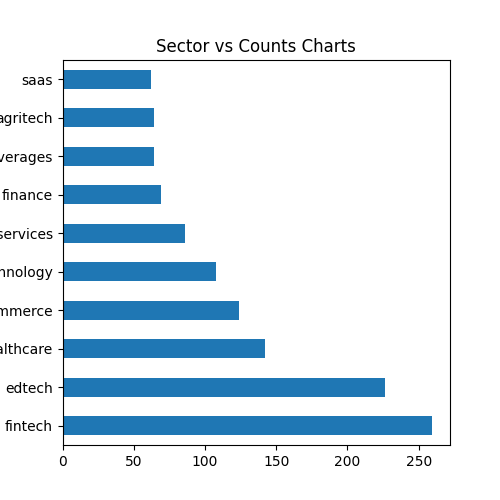 Sector vs Counts Charts
saas
agritech
verages
finance
services
hnology
mmerce
althcare
edtech
fintech
0 50 100 150 200 250